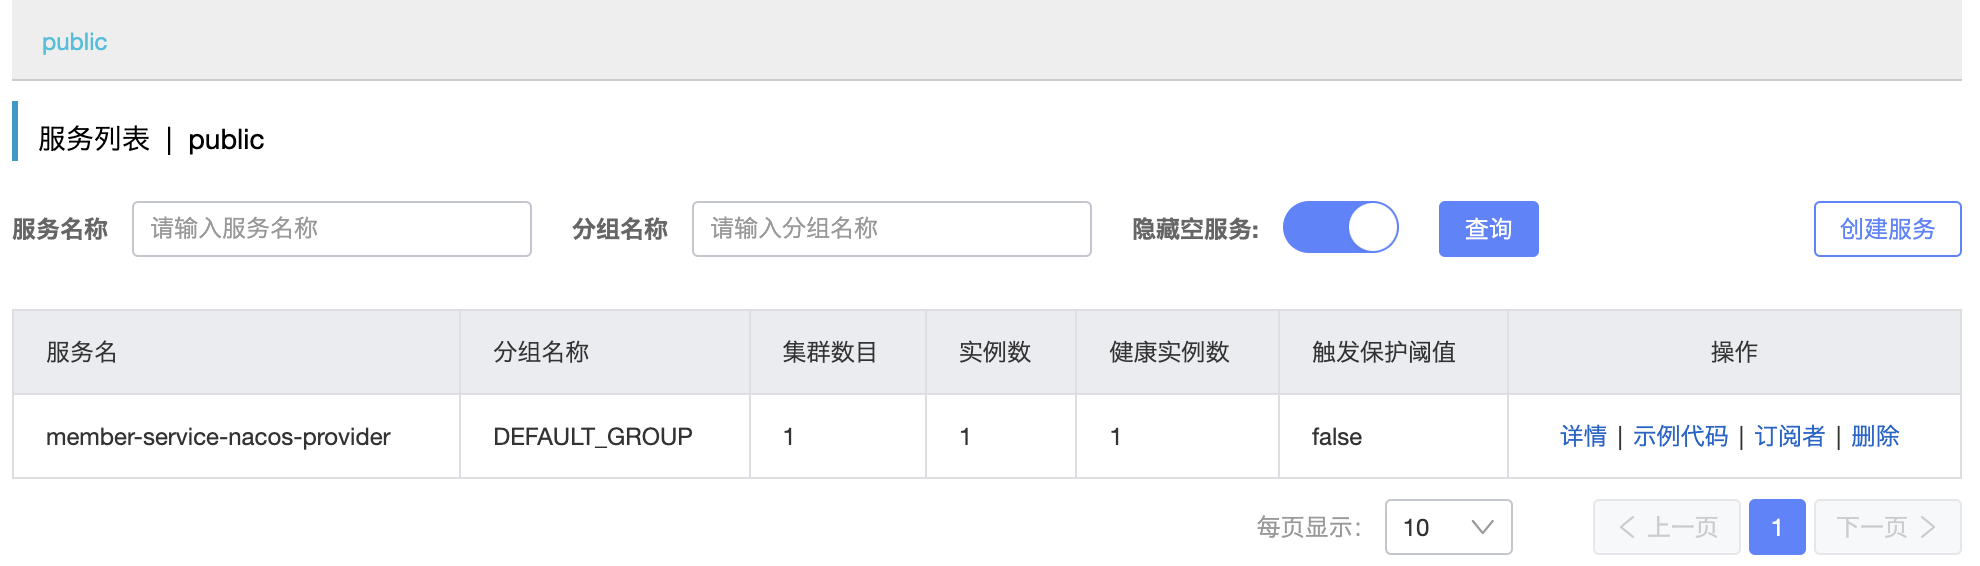 public
服务列表 | public
服务名称 请输入服务名称 分组名称 请输入分组名称 隐藏空服务: 查询 创建服务
服务名 分组名称 集群数目 实例数 健康实例数 触发保护阈值 操作
member-service-nacos-provider DEFAULT_GROUP 1 1 1 false 详情 | 示例代码 | 订阅者 | 删除
每页显示: 10 上一页 1 下一页